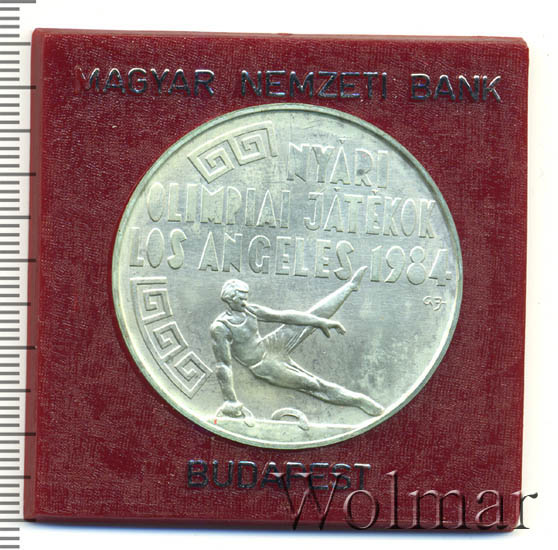 MAGYAR NEMZETI BANK
NYÁRI
OLIMPIAI JÁTÉKOK
LOS ANGELES 1984
BUDAPEST
Wolmar